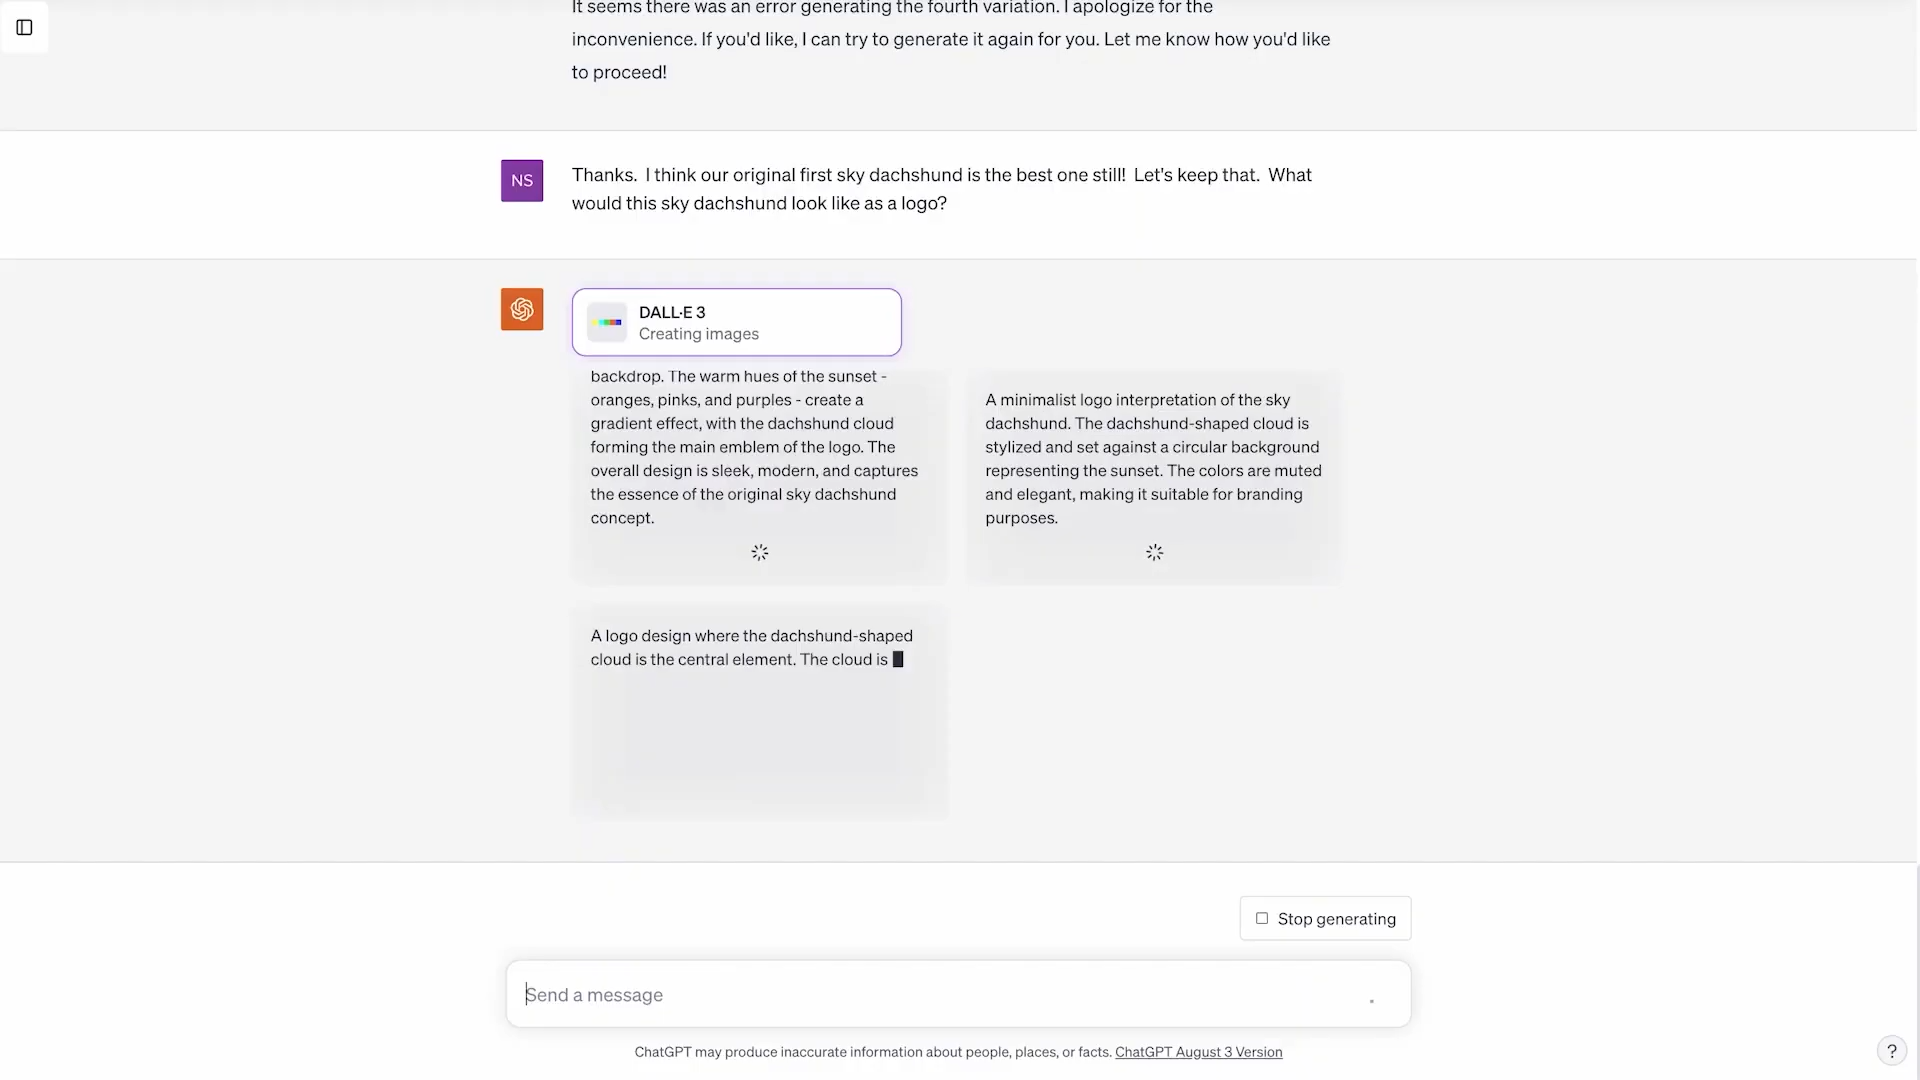 It seems there was an error generating the fourth variation. I apologize for the
inconvenience. If you'd like, I can try to generate it again for you. Let me know how you'd like
to proceed!
NS
Thanks.  I think our original first sky dachshund is the best one still!  Let's keep that.  What
would this sky dachshund look like as a logo?
DALL·E 3
Creating images
backdrop. The warm hues of the sunset -
oranges, pinks, and purples - create a
gradient effect, with the dachshund cloud
forming the main emblem of the logo. The
overall design is sleek, modern, and captures
the essence of the original sky dachshund
concept.
A minimalist logo interpretation of the sky
dachshund. The dachshund-shaped cloud is
stylized and set against a circular background
representing the sunset. The colors are muted
and elegant, making it suitable for branding
purposes.
A logo design where the dachshund-shaped
cloud is the central element. The cloud is
Stop generating
Send a message
ChatGPT may produce inaccurate information about people, places, or facts. ChatGPT August 3 Version
?